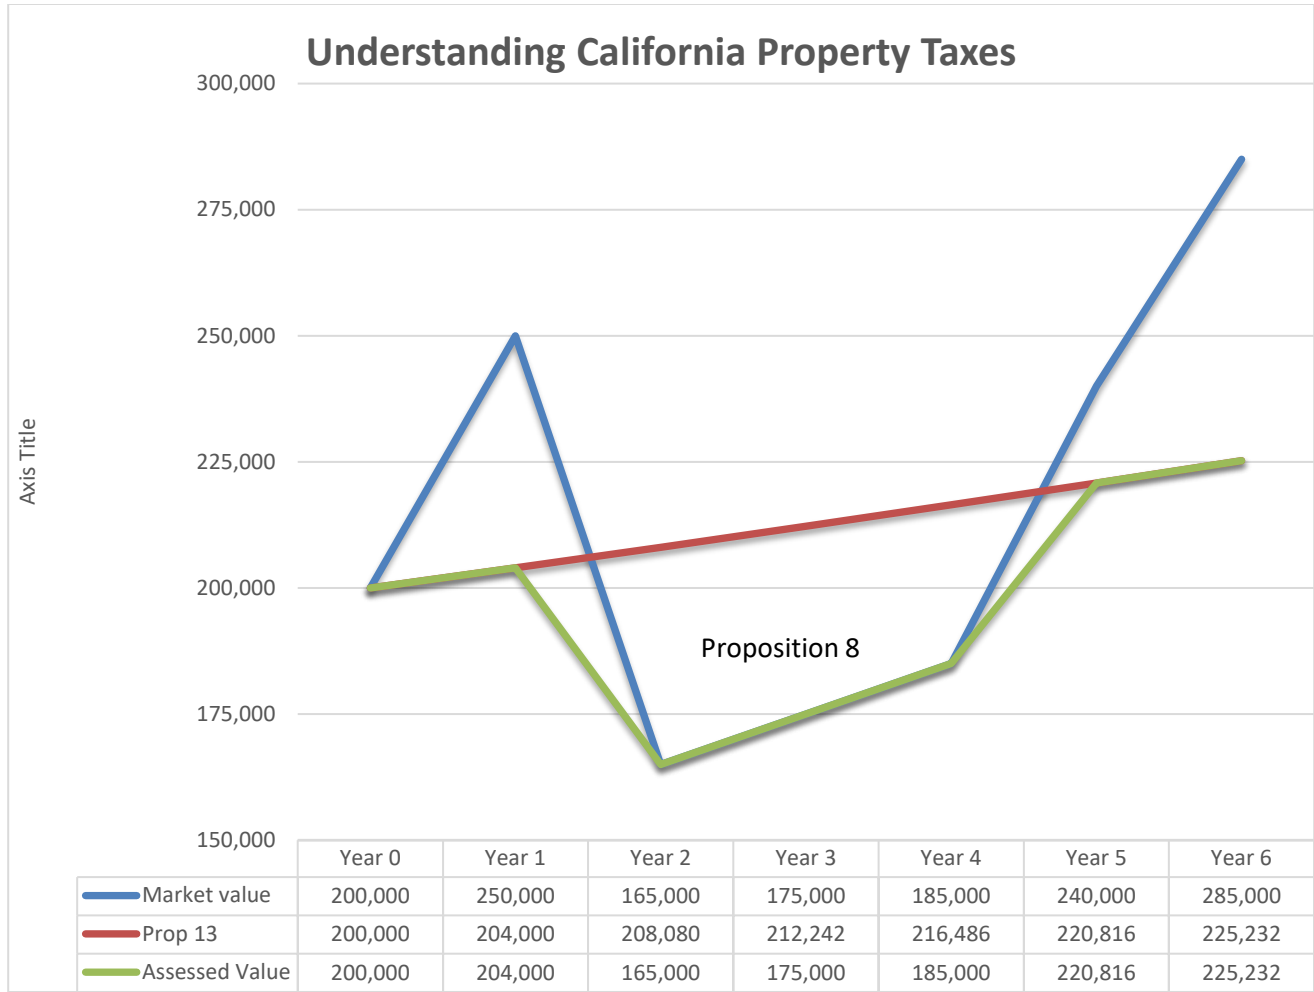 Understanding California Property Taxes
300,000
275,000
250,000
225,000
200,000
175,000
150,000
Axis Title
Proposition 8
Year 0 Year 1 Year 2 Year 3 Year 4 Year 5 Year 6
Market value 200,000 250,000 165,000 175,000 185,000 240,000 285,000
Prop 13 200,000 204,000 208,080 212,242 216,486 220,816 225,232
Assessed Value 200,000 204,000 165,000 175,000 185,000 220,816 225,232